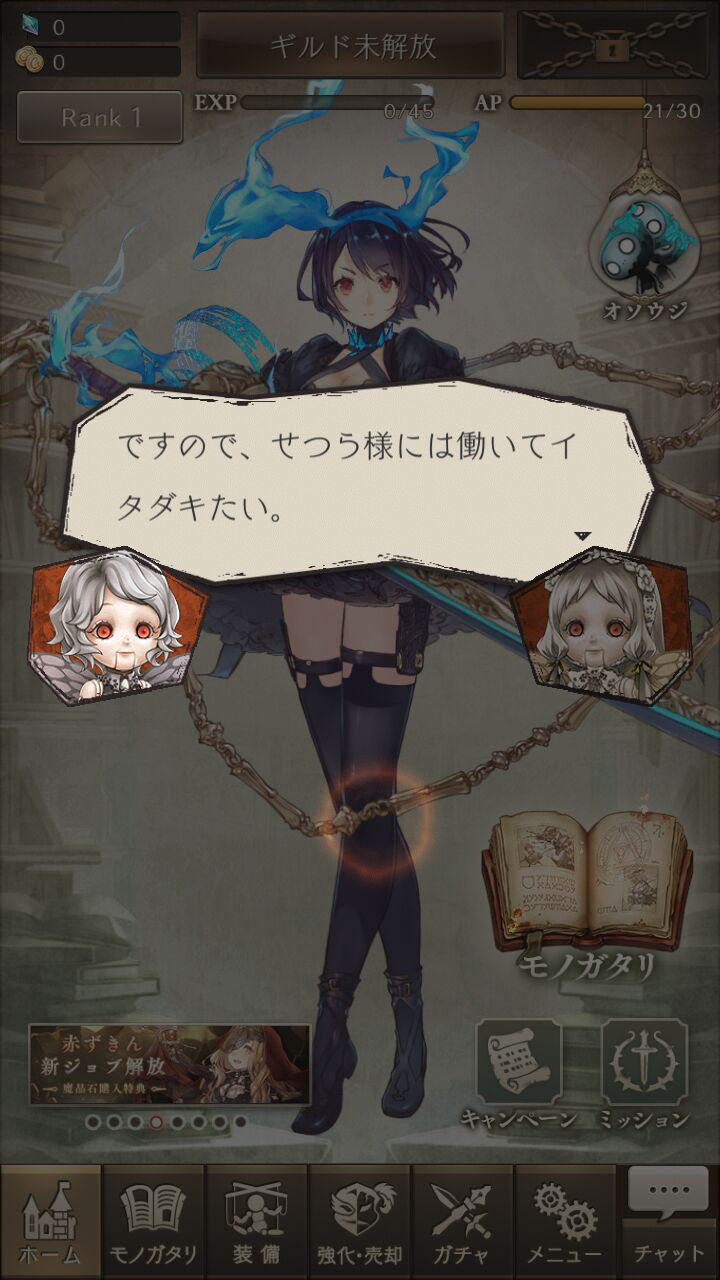 0
0
ギルド未解放
Rank 1
EXP
0/45
AP
21/30
オソウジ
ですので、せつら様には働いてイ
タダキたい。
モノガタリ
赤ずきん
新ジョブ解放
魔晶石購入特典
キャンペーン
ミッション
ホーム
モノガタリ
装備
強化・売却
ガチャ
メニュー
チャット